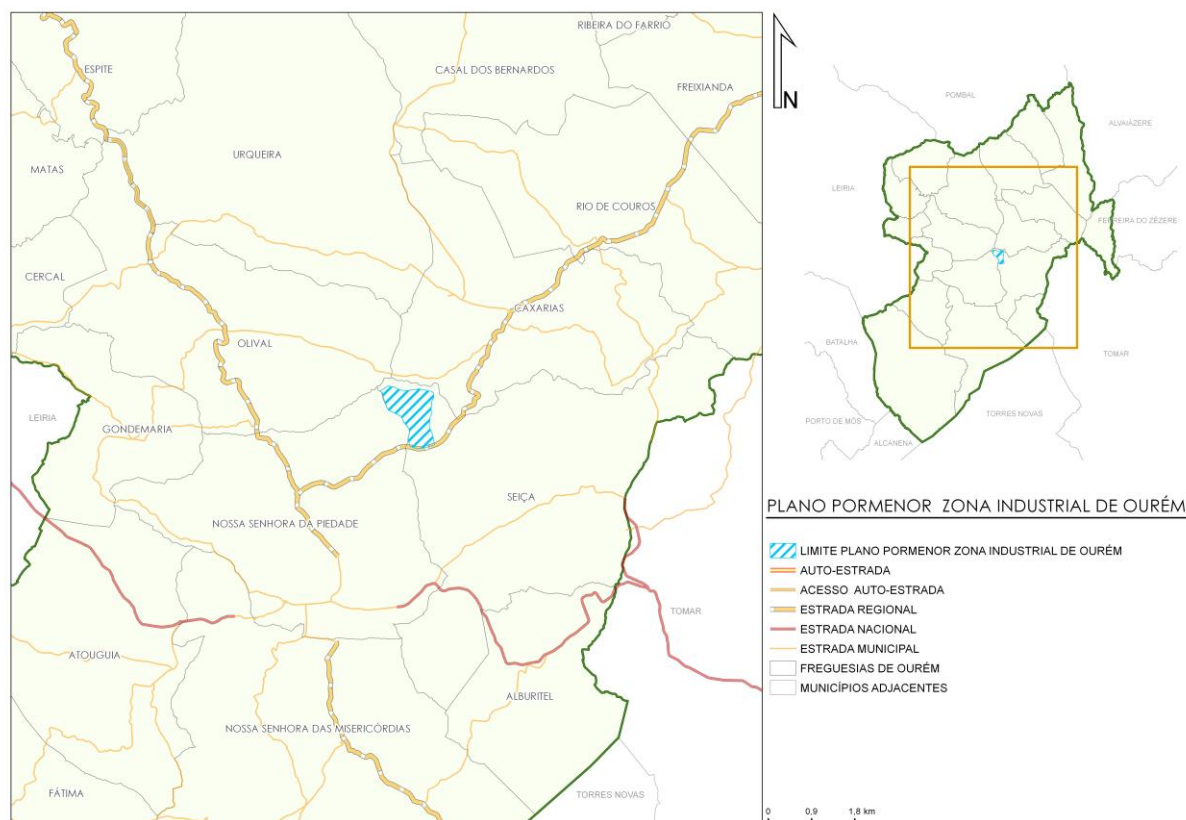 RIBEIRA DO FARRIO
ESPITE
CASAL DOS BERNARDOS
FREIXIANDA
URQUEIRA
MATAS
RIO DE COUROS
CERCAL
CAXARIAS
OLIVAL
LEIRIA
GONDEMARIA
SEIÇA
NOSSA SENHORA DA PIEDADE
TOMAR
ATOUGUIA
ALBURITEL
NOSSA SENHORA DAS MISERICÓRDIAS
FÁTIMA
TORRES NOVAS
N
POMBAL
ALVAIÁZERE
LEIRIA
FERREIRA DO ZÊZERE
BATALHA
TOMAR
PORTO DE MÓS
TORRES NOVAS
ALCANENA
PLANO PORMENOR ZONA INDUSTRIAL DE OURÉM
LIMITE PLANO PORMENOR ZONA INDUSTRIAL DE OURÉM
AUTO-ESTRADA
ACESSO AUTO-ESTRADA
ESTRADA REGIONAL
ESTRADA NACIONAL
ESTRADA MUNICIPAL
FREGUESIAS DE OURÉM
MUNICÍPIOS ADJACENTES
0 0,9 1,8 km